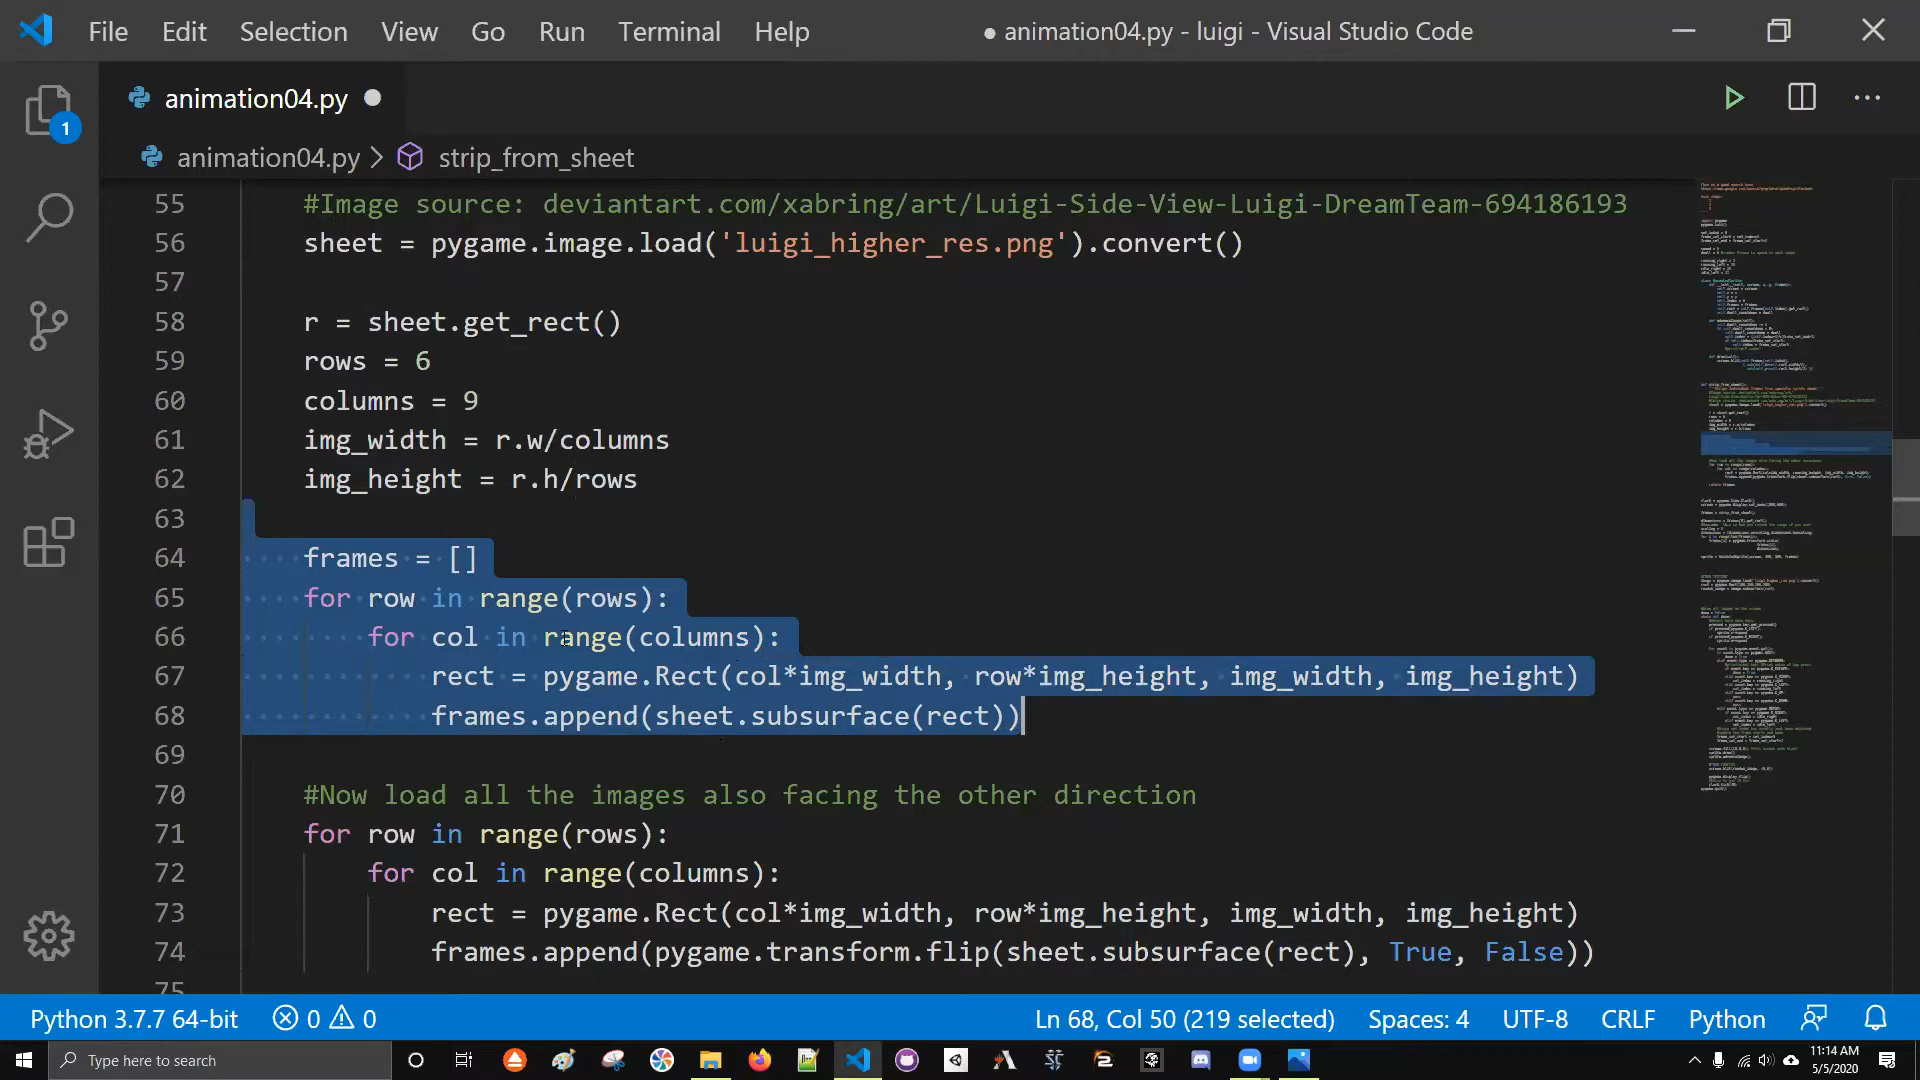 File Edit Selection View Go Run Terminal Help ● animation04.py - luigi - Visual Studio Code
animation04.py ●
animation04.py > strip_from_sheet
1
55 #Image source: deviantart.com/xabring/art/Luigi-Side-View-Luigi-DreamTeam-694186193
56 sheet = pygame.image.load('luigi_higher_res.png').convert()
57
58 r = sheet.get_rect()
59 rows = 6
60 columns = 9
61 img_width = r.w/columns
62 img_height = r.h/rows
63
64 frames = []
65 for row in range(rows):
66 for col in range(columns):
67 rect = pygame.Rect(col*img_width, row*img_height, img_width, img_height)
68 frames.append(sheet.subsurface(rect))
69
70 #Now load all the images also facing the other direction
71 for row in range(rows):
72 for col in range(columns):
73 rect = pygame.Rect(col*img_width, row*img_height, img_width, img_height)
74 frames.append(pygame.transform.flip(sheet.subsurface(rect), True, False))
75
Python 3.7.7 64-bit 0 0 Ln 68, Col 50 (219 selected) Spaces: 4 UTF-8 CRLF Python
Type here to search
11:14 AM
5/5/2020